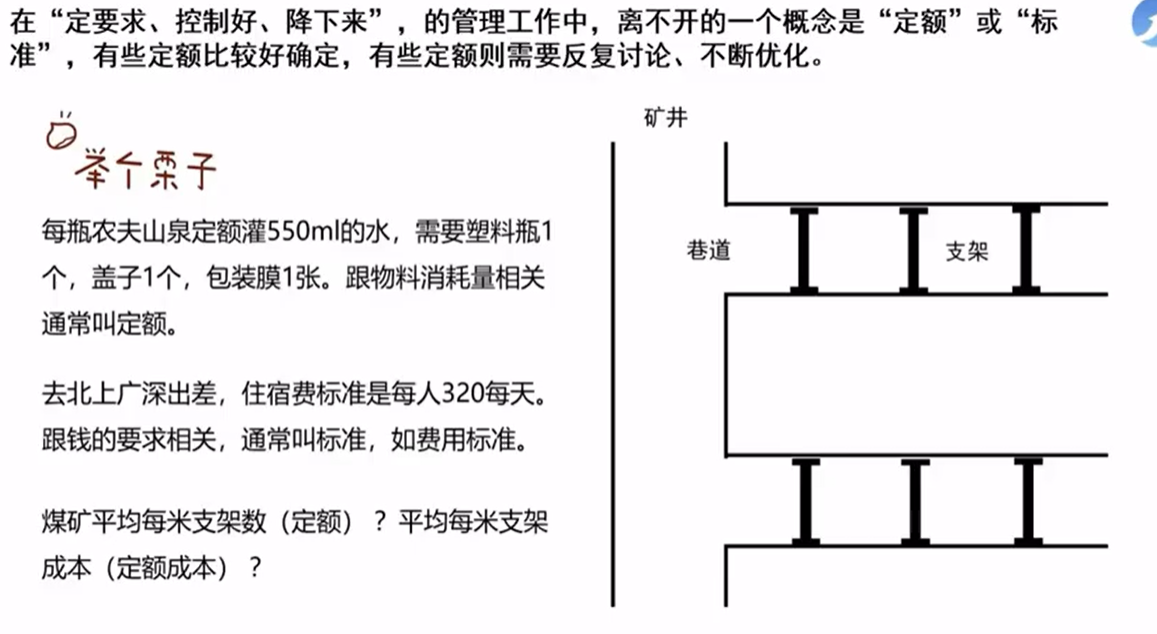 在“定要求、控制好、降下来”，的管理工作中，离不开的一个概念是“定额”或“标
准”，有些定额比较好确定，有些定额则需要反复讨论、不断优化。
举个栗子
每瓶农夫山泉定额灌550ml的水，需要塑料瓶1
个，盖子1个，包装膜1张。跟物料消耗量相关
通常叫定额。
去北上广深出差，住宿费标准是每人320每天。
跟钱的要求相关，通常叫标准，如费用标准。
煤矿平均每米支架数（定额）？平均每米支架
成本（定额成本）？
矿井
巷道
支架